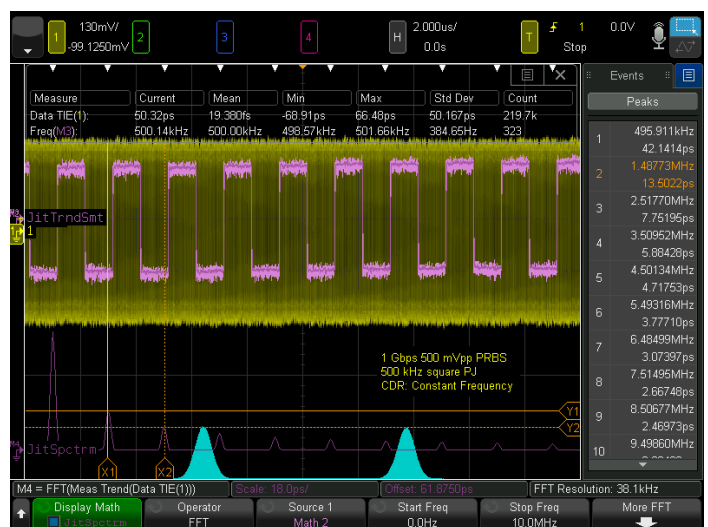 1 130mV/ 2 3 4 H 2.000us/ T 1 0.0V
-99.1250mV 0.0s Stop
Measure Current Mean Min Max Std Dev Count
Data TIE(1): 50.32ps 19.380fs -68.91ps 66.48ps 50.167ps 219.7k
Freq(M3): 500.14kHz 500.00kHz 498.57kHz 501.66kHz 384.65Hz 323
JitTrndSmt
1
1 Gbps 500 mVpp PRBS
500 kHz square PJ
CDR: Constant Frequency
Y1
Y2
JitSpctrm
X1 X2
Events
Peaks
1 495.911kHz
42.1414ps
2 1.48773MHz
13.5022ps
3 2.51770MHz
7.75195ps
4 3.50952MHz
5.88428ps
5 4.50134MHz
4.71753ps
6 5.49316MHz
3.77710ps
7 6.48499MHz
3.07397ps
8 7.51495MHz
2.66748ps
9 8.50677MHz
2.46973ps
10 9.49860MHz
M4 = FFT(Meas Trend(Data TIE(1))) Scale: 18.0ps/ Offset: 61.8750ps FFT Resolution: 38.1kHz
Display Math Operator Source 1 Start Freq Stop Freq More FFT
JitSpctrm FFT Math 2 0.0Hz 10.0MHz